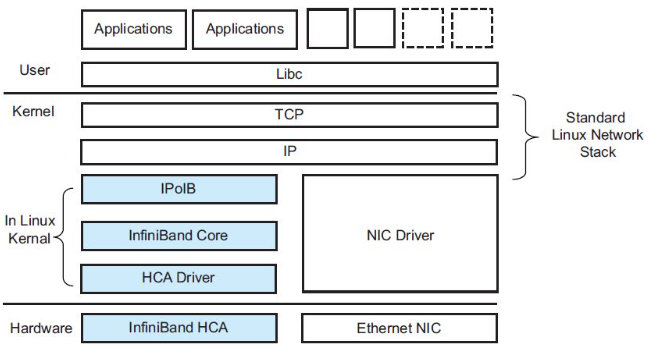 Applications
Applications
User
Libc
Kernel
TCP
Standard
Linux Network
Stack
IP
IPoIB
In Linux
Kernal
InfiniBand Core
NIC Driver
HCA Driver
Hardware
InfiniBand HCA
Ethernet NIC